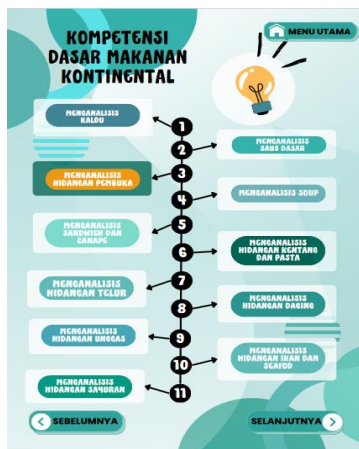 KOMPETENSI
DASAR MAKANAN
KONTINENTAL
MENU UTAMA
1
MENGANALISIS
KALDU
2
MENGANALISIS
SAUS DASAR
3
MENGANALISIS
HIDANGAN PEMBUKA
4
MENGANALISIS SOUP
5
MENGANALISIS
SANDWICH DAN
CANAPE
6
MENGANALISIS
HIDANGAN KENTANG
DAN PASTA
7
MENGANALISIS
HIDANGAN TELUR
8
MENGANALISIS
HIDANGAN DAGING
9
MENGANALISIS
HIDANGAN UNGGAS
10
MENGANALISIS
HIDANGAN IKAN DAN
SEAFOD
11
MENGANALISIS
HIDANGAN SAYURAN
SEBELUMNYA
SELANJUTNYA